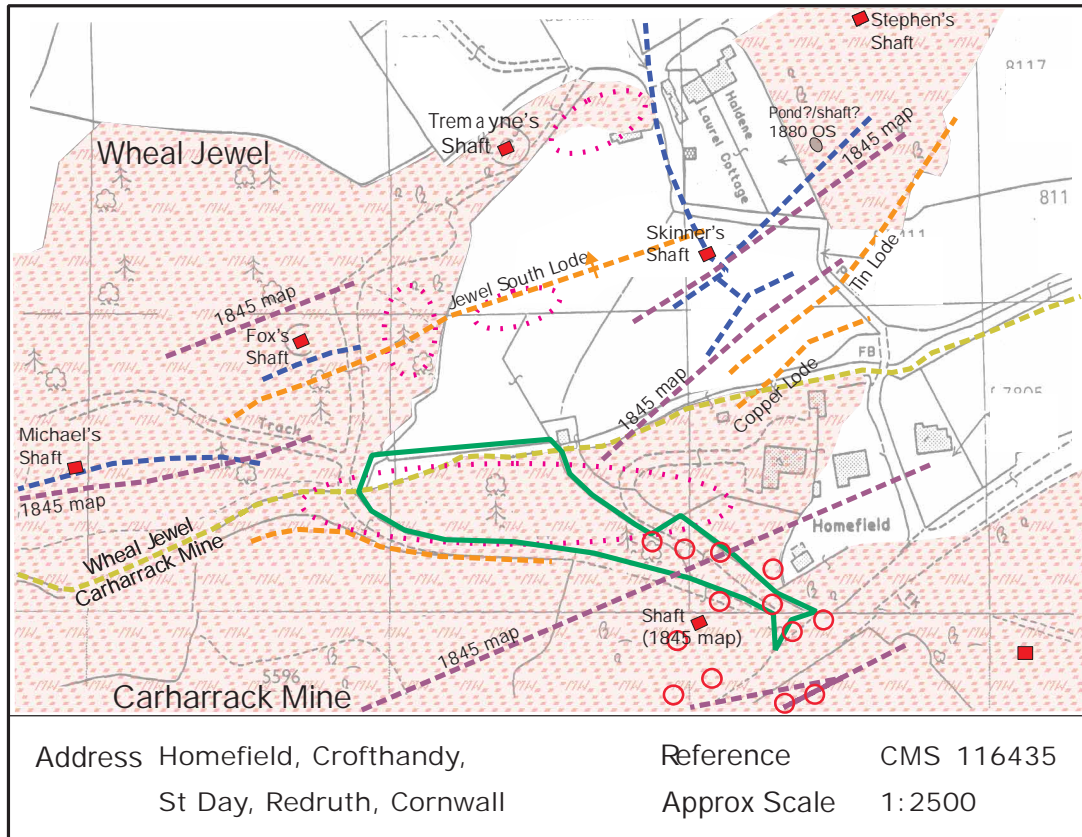 Stephen's
Shaft
8117
Haldene
Laurel Cottage
Pond?/shaft?
1880 OS
1845 map
Tremayne's
Shaft
Wheal Jewel
811
Skinner's
Shaft
Tin Lode
Jewel South Lode
1845 map
Fox's
Shaft
FB
7805
Copper Lode
1845 map
Track
Michael's
Shaft
1845 map
Wheal Jewel
Carharrack Mine
Homefield
Shaft
(1845 map)
Tk
1845 map
5596
Carharrack Mine
Address Homefield, Crofthandy,
St Day, Redruth, Cornwall
Reference CMS 116435
Approx Scale 1:2500